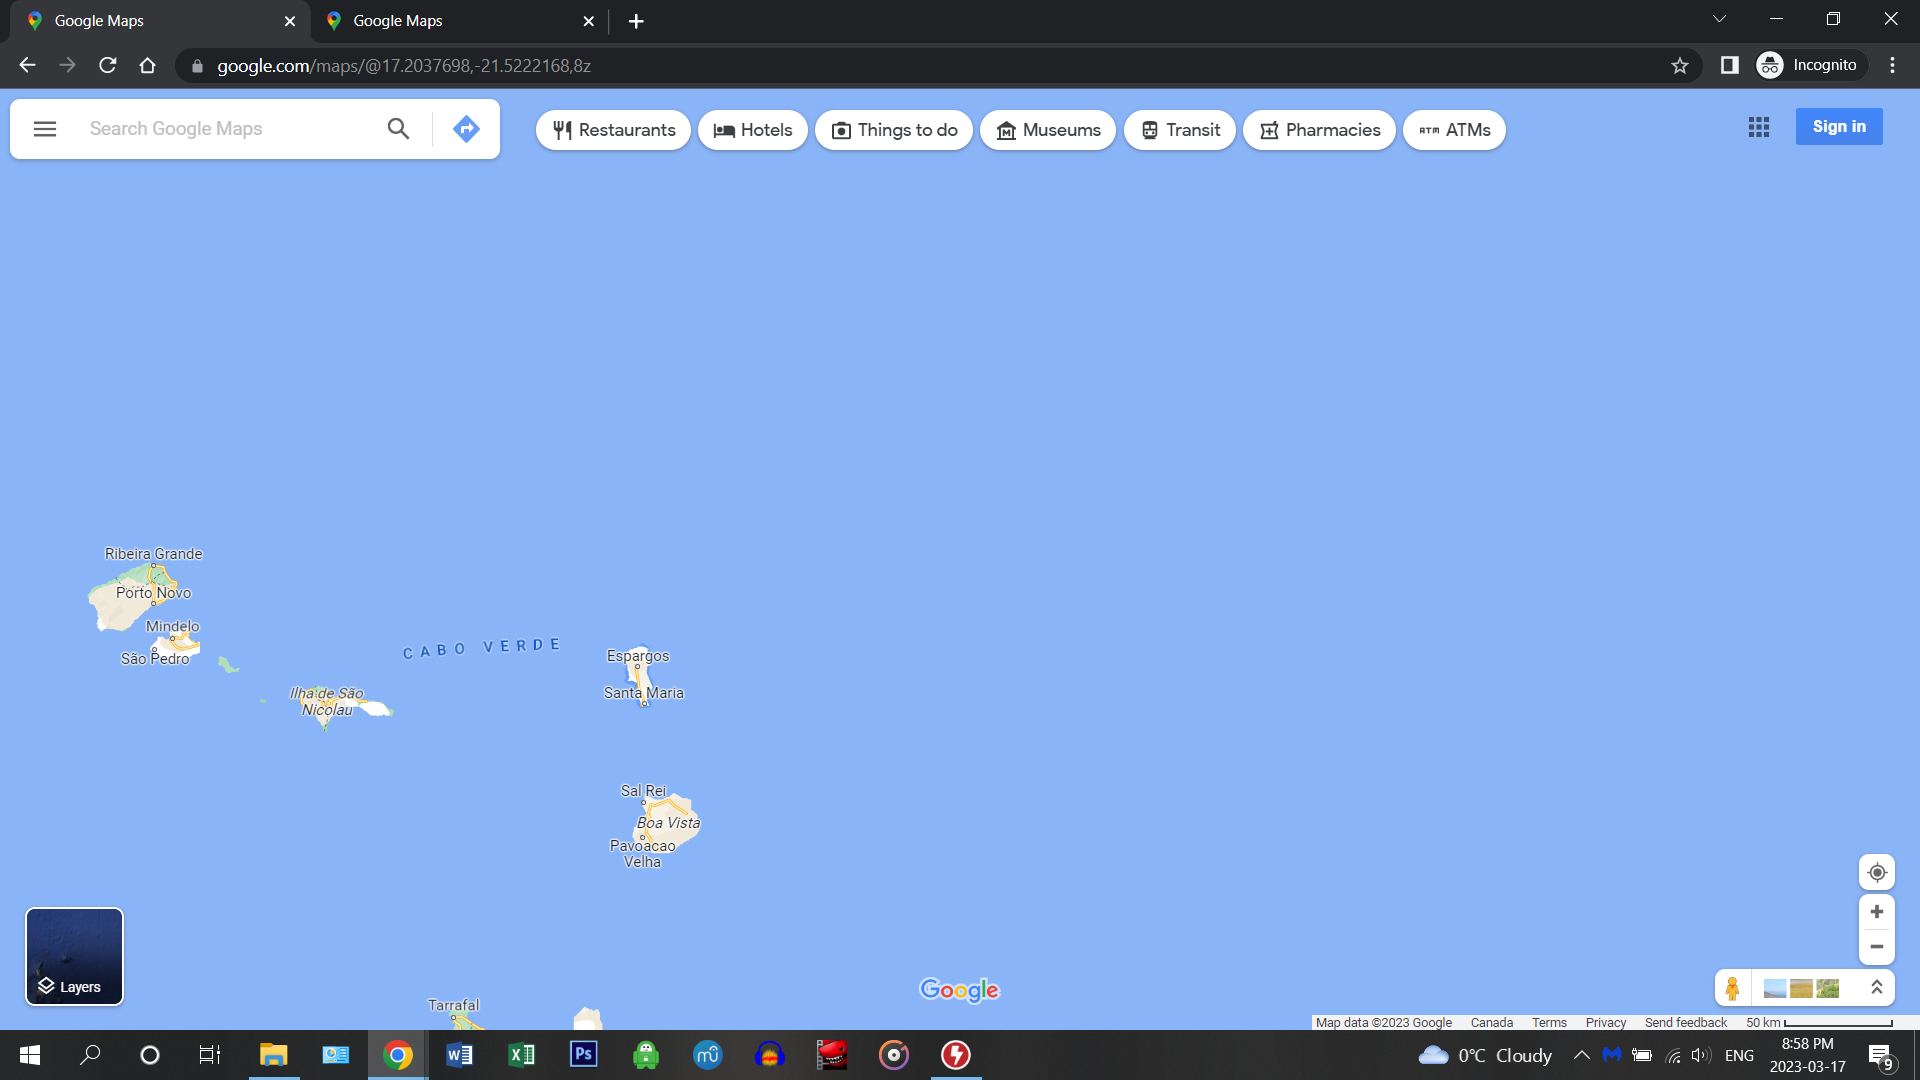 Google Maps
Google Maps
google.com/maps/@17.2037698,-21.5222168,8z
Incognito
Search Google Maps
Restaurants
Hotels
Things to do
Museums
Transit
Pharmacies
ATM ATMs
Sign in
Ribeira Grande
Porto Novo
Mindelo
São Pedro
CABO VERDE
Espargos
Santa Maria
Ilha de São
Nicolau
Sal Rei
Boa Vista
Pavoacao
Velha
Layers
Tarrafal
Google
Map data ©2023 Google Canada Terms Privacy Send feedback 50 km
W
X
Ps
mu
0°C Cloudy
ENG
8:58 PM
2023-03-17
9